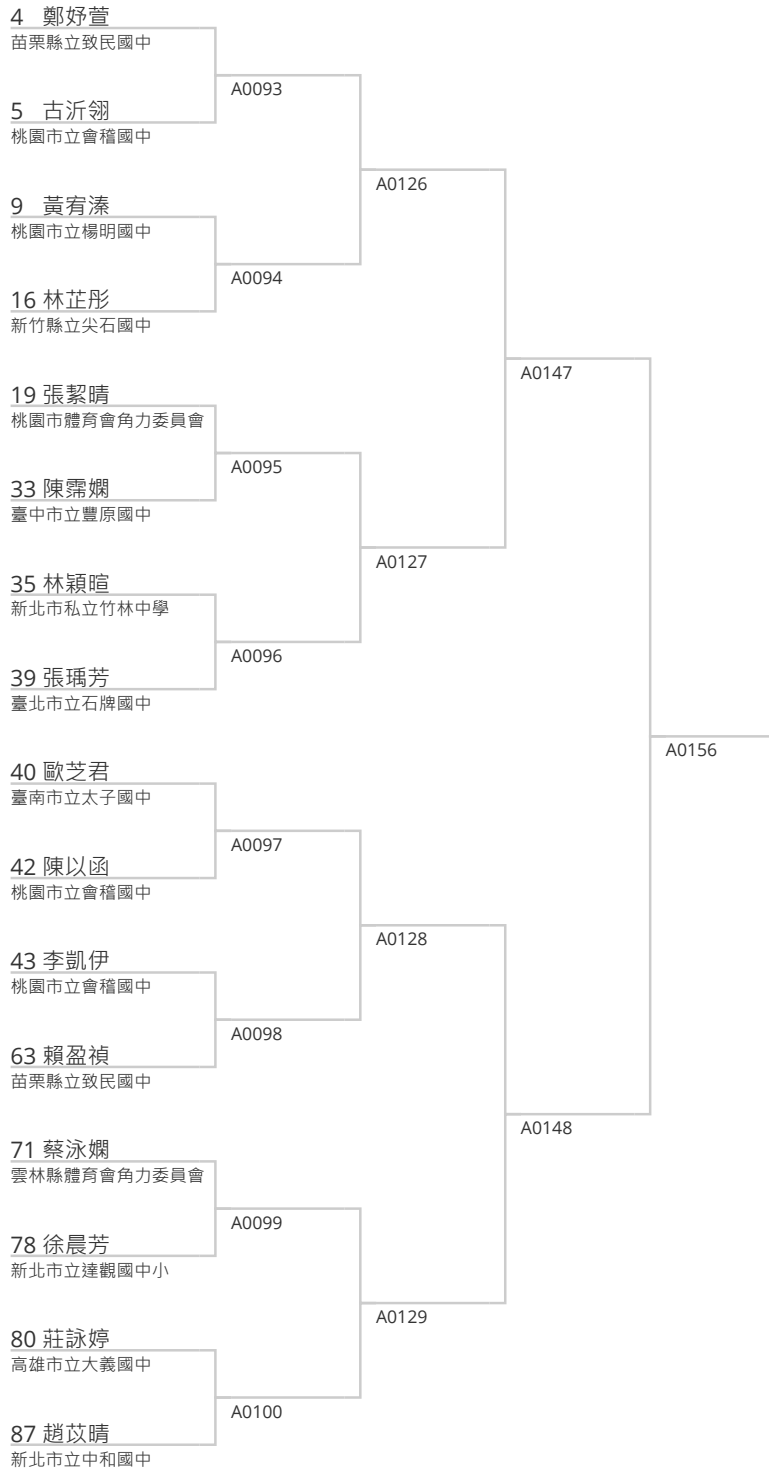 4 鄭妤萱
苗栗縣立致民國中
A0093
5 古沂翎
桃園市立會稽國中
A0126
9 黃宥溱
桃園市立楊明國中
A0094
16 林芷彤
新竹縣立尖石國中
A0147
19 張絜晴
桃園市體育會角力委員會
A0095
33 陳霈嫻
臺中市立豐原國中
A0127
35 林穎暄
新北市私立竹林中學
A0096
39 張瑀芳
臺北市立石牌國中
A0156
40 歐芝君
臺南市立太子國中
A0097
42 陳以函
桃園市立會稽國中
A0128
43 李凱伊
桃園市立會稽國中
A0098
63 賴盈禎
苗栗縣立致民國中
A0148
71 蔡泳嫻
雲林縣體育會角力委員會
A0099
78 徐晨芳
新北市立達觀國中小
A0129
80 莊詠婷
高雄市立大義國中
A0100
87 趙苡晴
新北市立中和國中